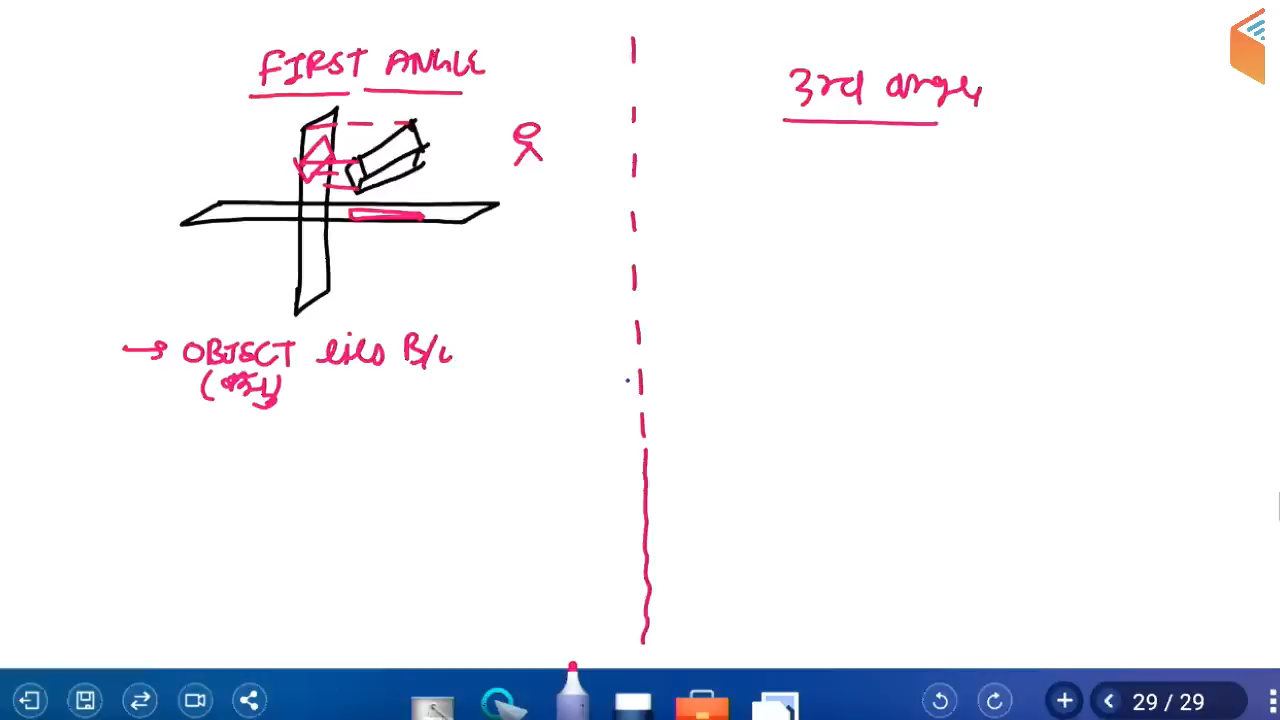 FIRST ANGLE
3rd angle
→ OBJECT lies B/
29 / 29